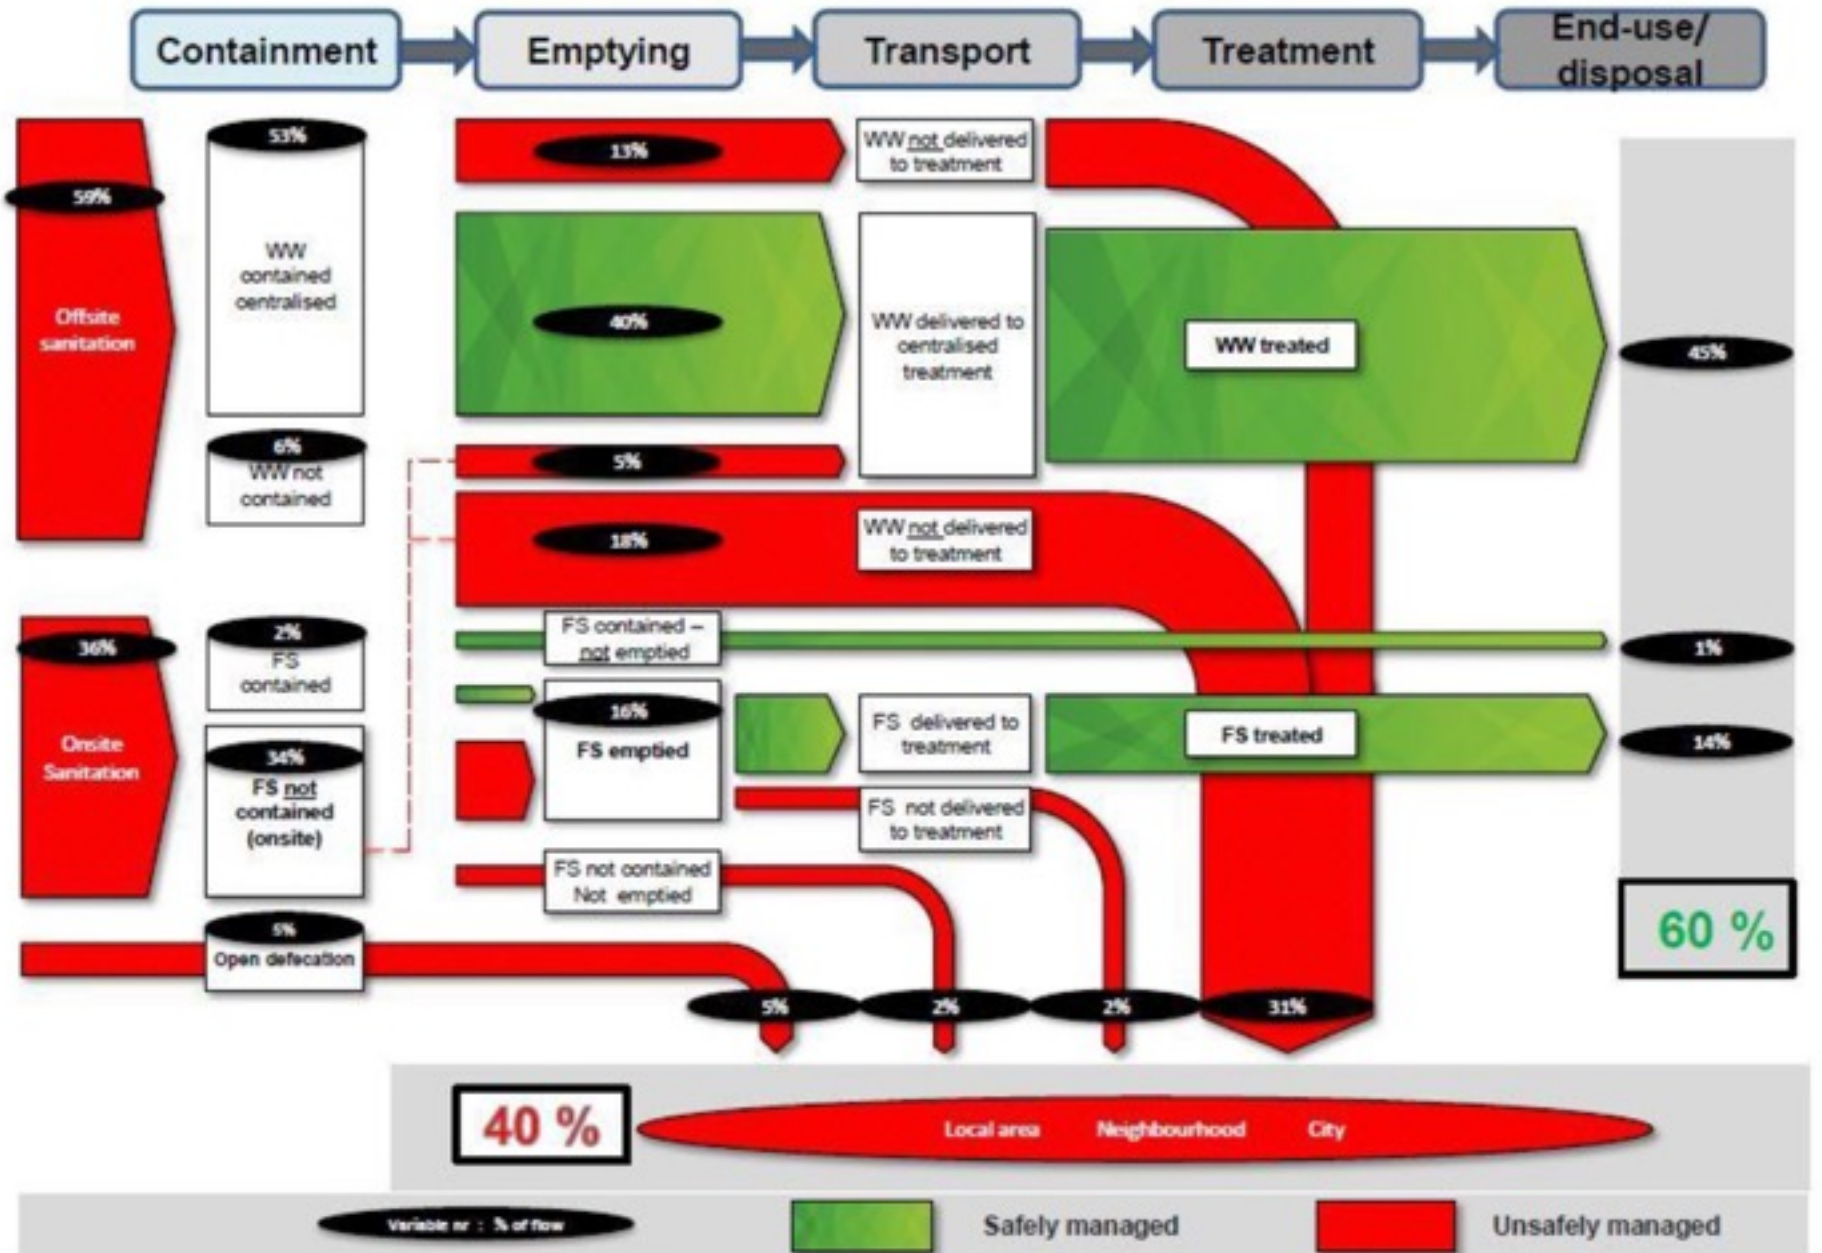 Containment
Emptying
Transport
Treatment
End-use/
disposal
59%
Offsite
sanitation
53%
WW
contained
centralised
6%
WW not
contained
13%
WW not delivered
to treatment
40%
WW delivered to
centralised
treatment
WW treated
45%
5%
18%
WW not delivered
to treatment
36%
Onsite
Sanitation
2%
FS
contained
34%
FS not
contained
(onsite)
FS contained –
not emptied
1%
16%
FS emptied
FS delivered to
treatment
FS treated
14%
FS not delivered
to treatment
FS not contained
Not emptied
5%
Open defecation
60 %
5%
2%
2%
31%
40 %
Local area
Neighbourhood
City
Variable nr : % of flow
Safely managed
Unsafely managed